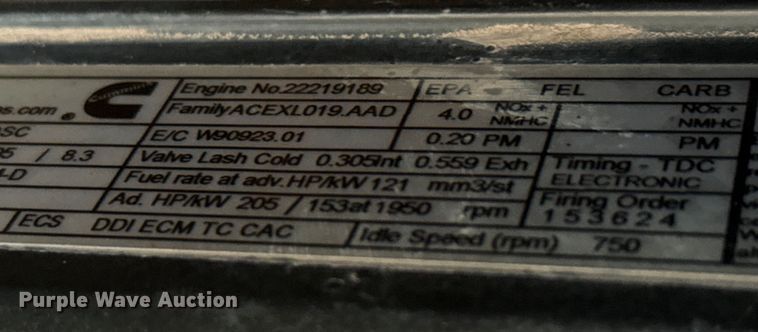 Cummins
Engine No.22219189 EPA - FEL CARB
s.com ® Family ACEXL019.AAD 4.0 NOx + NMHC NOx + NMHC
SC E/C W90923.01 0.20 PM PM
5 / 8.3 Valve Lash Cold 0.305Int 0.559 Exh Timing - TDC
-D Fuel rate at adv.HP/kW 121 mm3/st ELECTRONIC
Ad. HP/kW 205 / 153at 1950 rpm Firing Order
153624
ECS DDI ECM TC CAC Idle Speed (rpm) 750
Purple Wave Auction